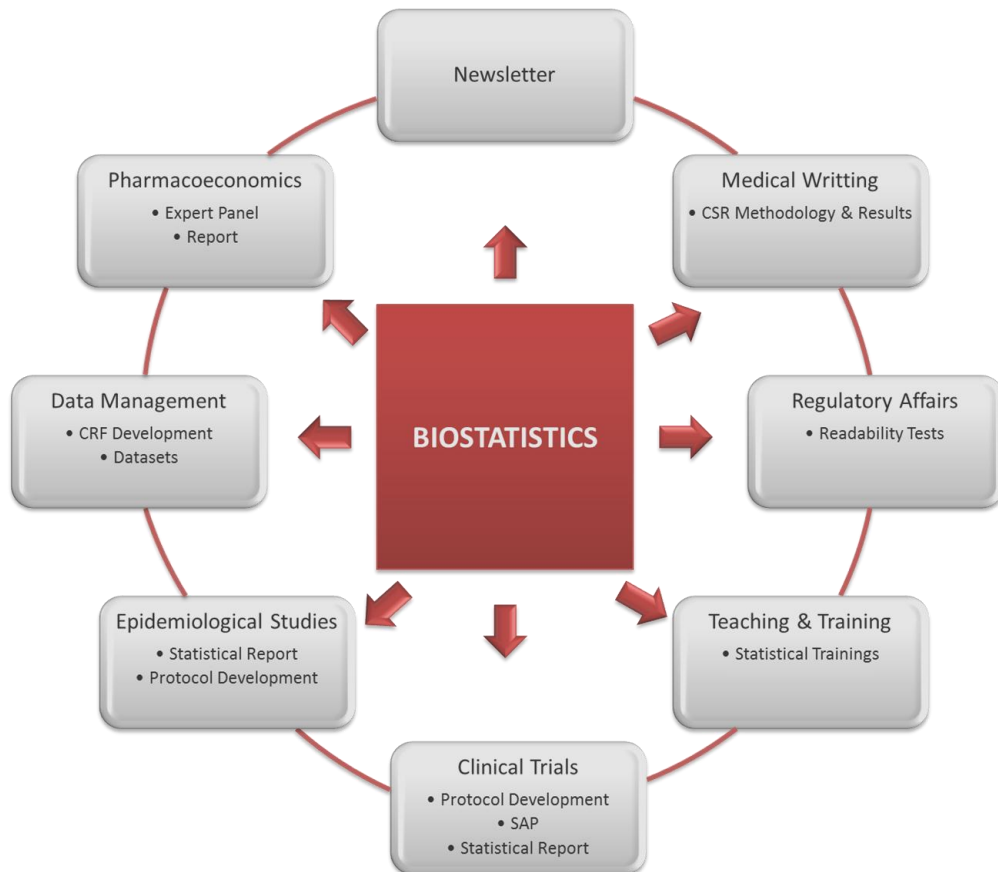 Newsletter
Pharmacoeconomics
• Expert Panel
• Report
Medical Writting
• CSR Methodology & Results
BIOSTATISTICS
Data Management
• CRF Development
• Datasets
Regulatory Affairs
• Readability Tests
Epidemiological Studies
• Statistical Report
• Protocol Development
Teaching & Training
• Statistical Trainings
Clinical Trials
• Protocol Development
• SAP
• Statistical Report